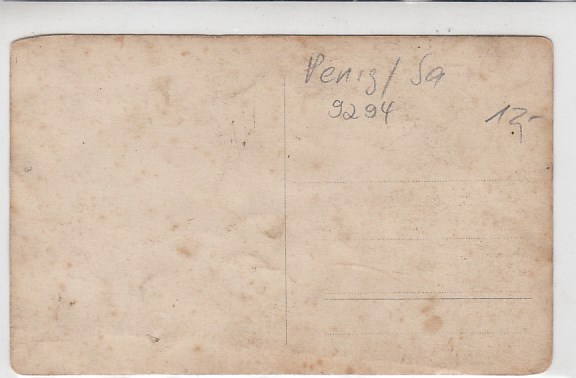 Penig / Sa
9294
12,-